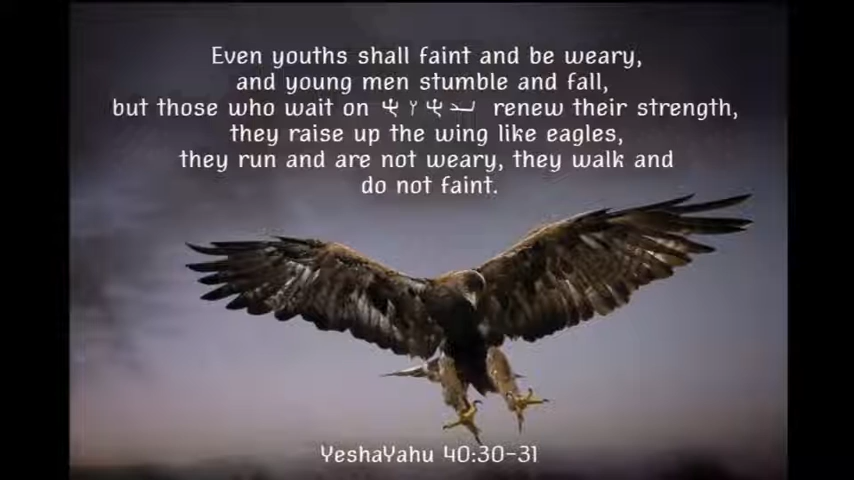 Even youths shall faint and be weary,
and young men stumble and fall,
but those who wait on 𐤄𐤅𐤄𐤉 renew their strength,
they raise up the wing like eagles,
they run and are not weary, they walk and
do not faint.
YeshaYahu 40:30-31